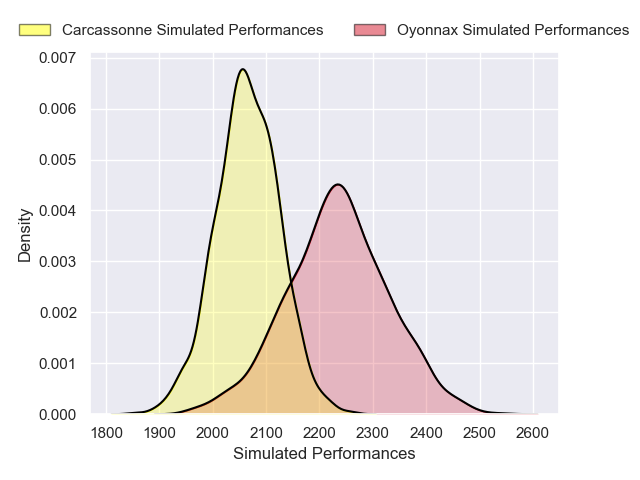 Carcassonne Simulated Performances
Oyonnax Simulated Performances
0.007
0.006
0.005
0.004
0.003
0.002
0.001
0.000
Density
1800 1900 2000 2100 2200 2300 2400 2500 2600
Simulated Performances